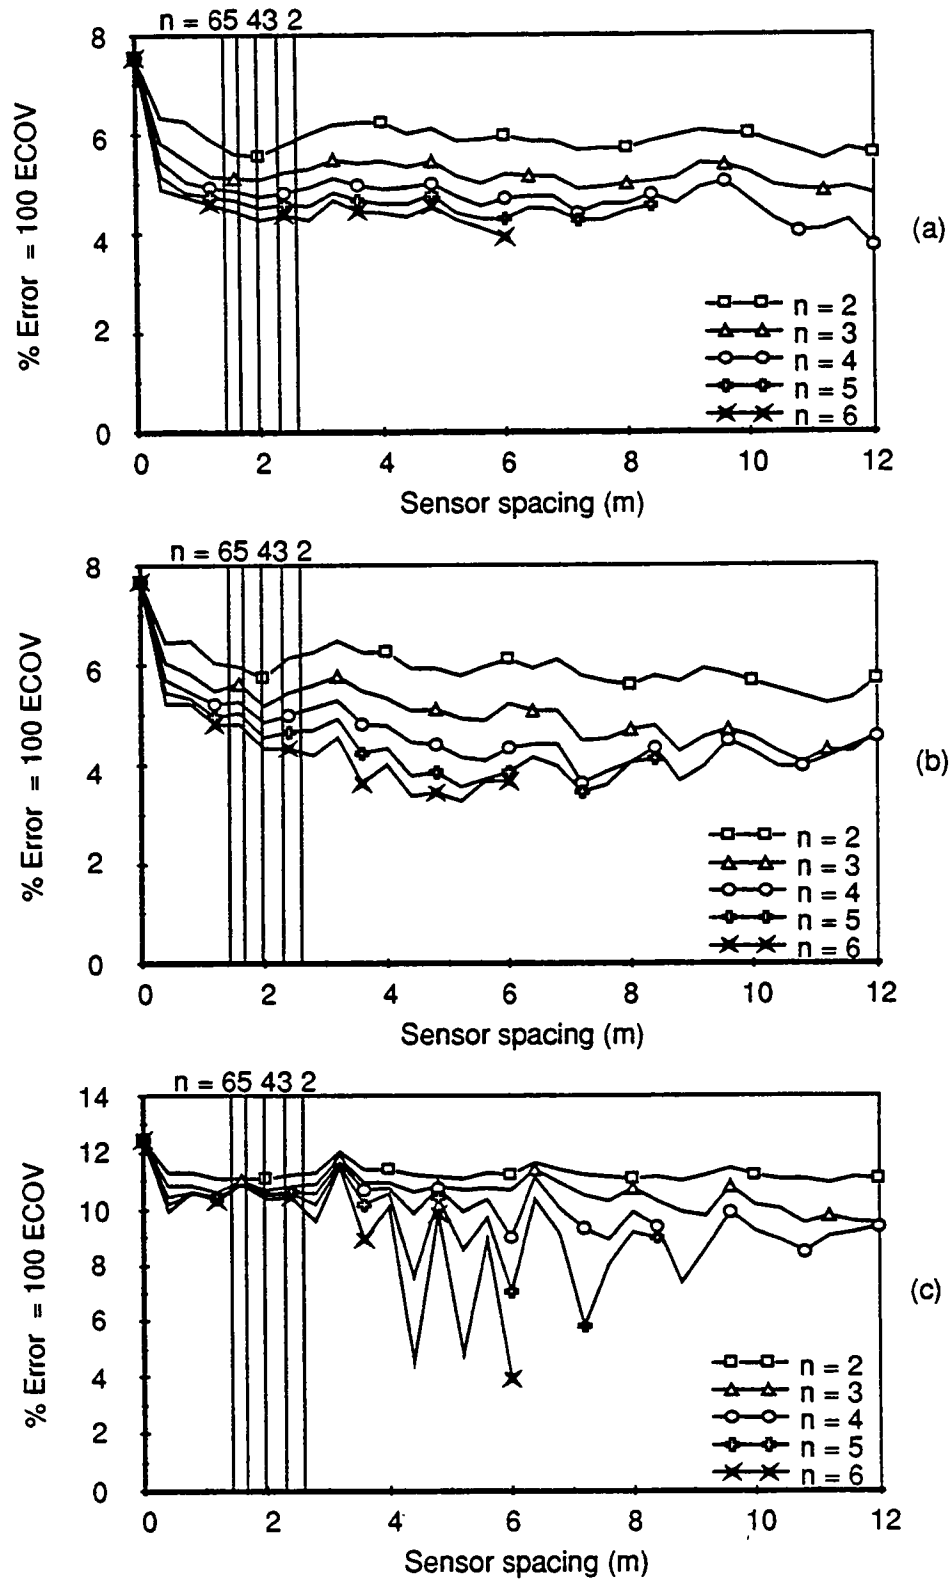 n = 65 43 2
8
6
4
2
0
% Error = 100 ECOV
0 2 4 6 8 10 12
Sensor spacing (m)
n = 2
n = 3
n = 4
n = 5
n = 6
(a)
n = 65 43 2
8
6
4
2
0
% Error = 100 ECOV
0 2 4 6 8 10 12
Sensor spacing (m)
n = 2
n = 3
n = 4
n = 5
n = 6
(b)
n = 65 43 2
14
12
10
8
6
4
2
0
% Error = 100 ECOV
0 2 4 6 8 10 12
Sensor spacing (m)
n = 2
n = 3
n = 4
n = 5
n = 6
(c)